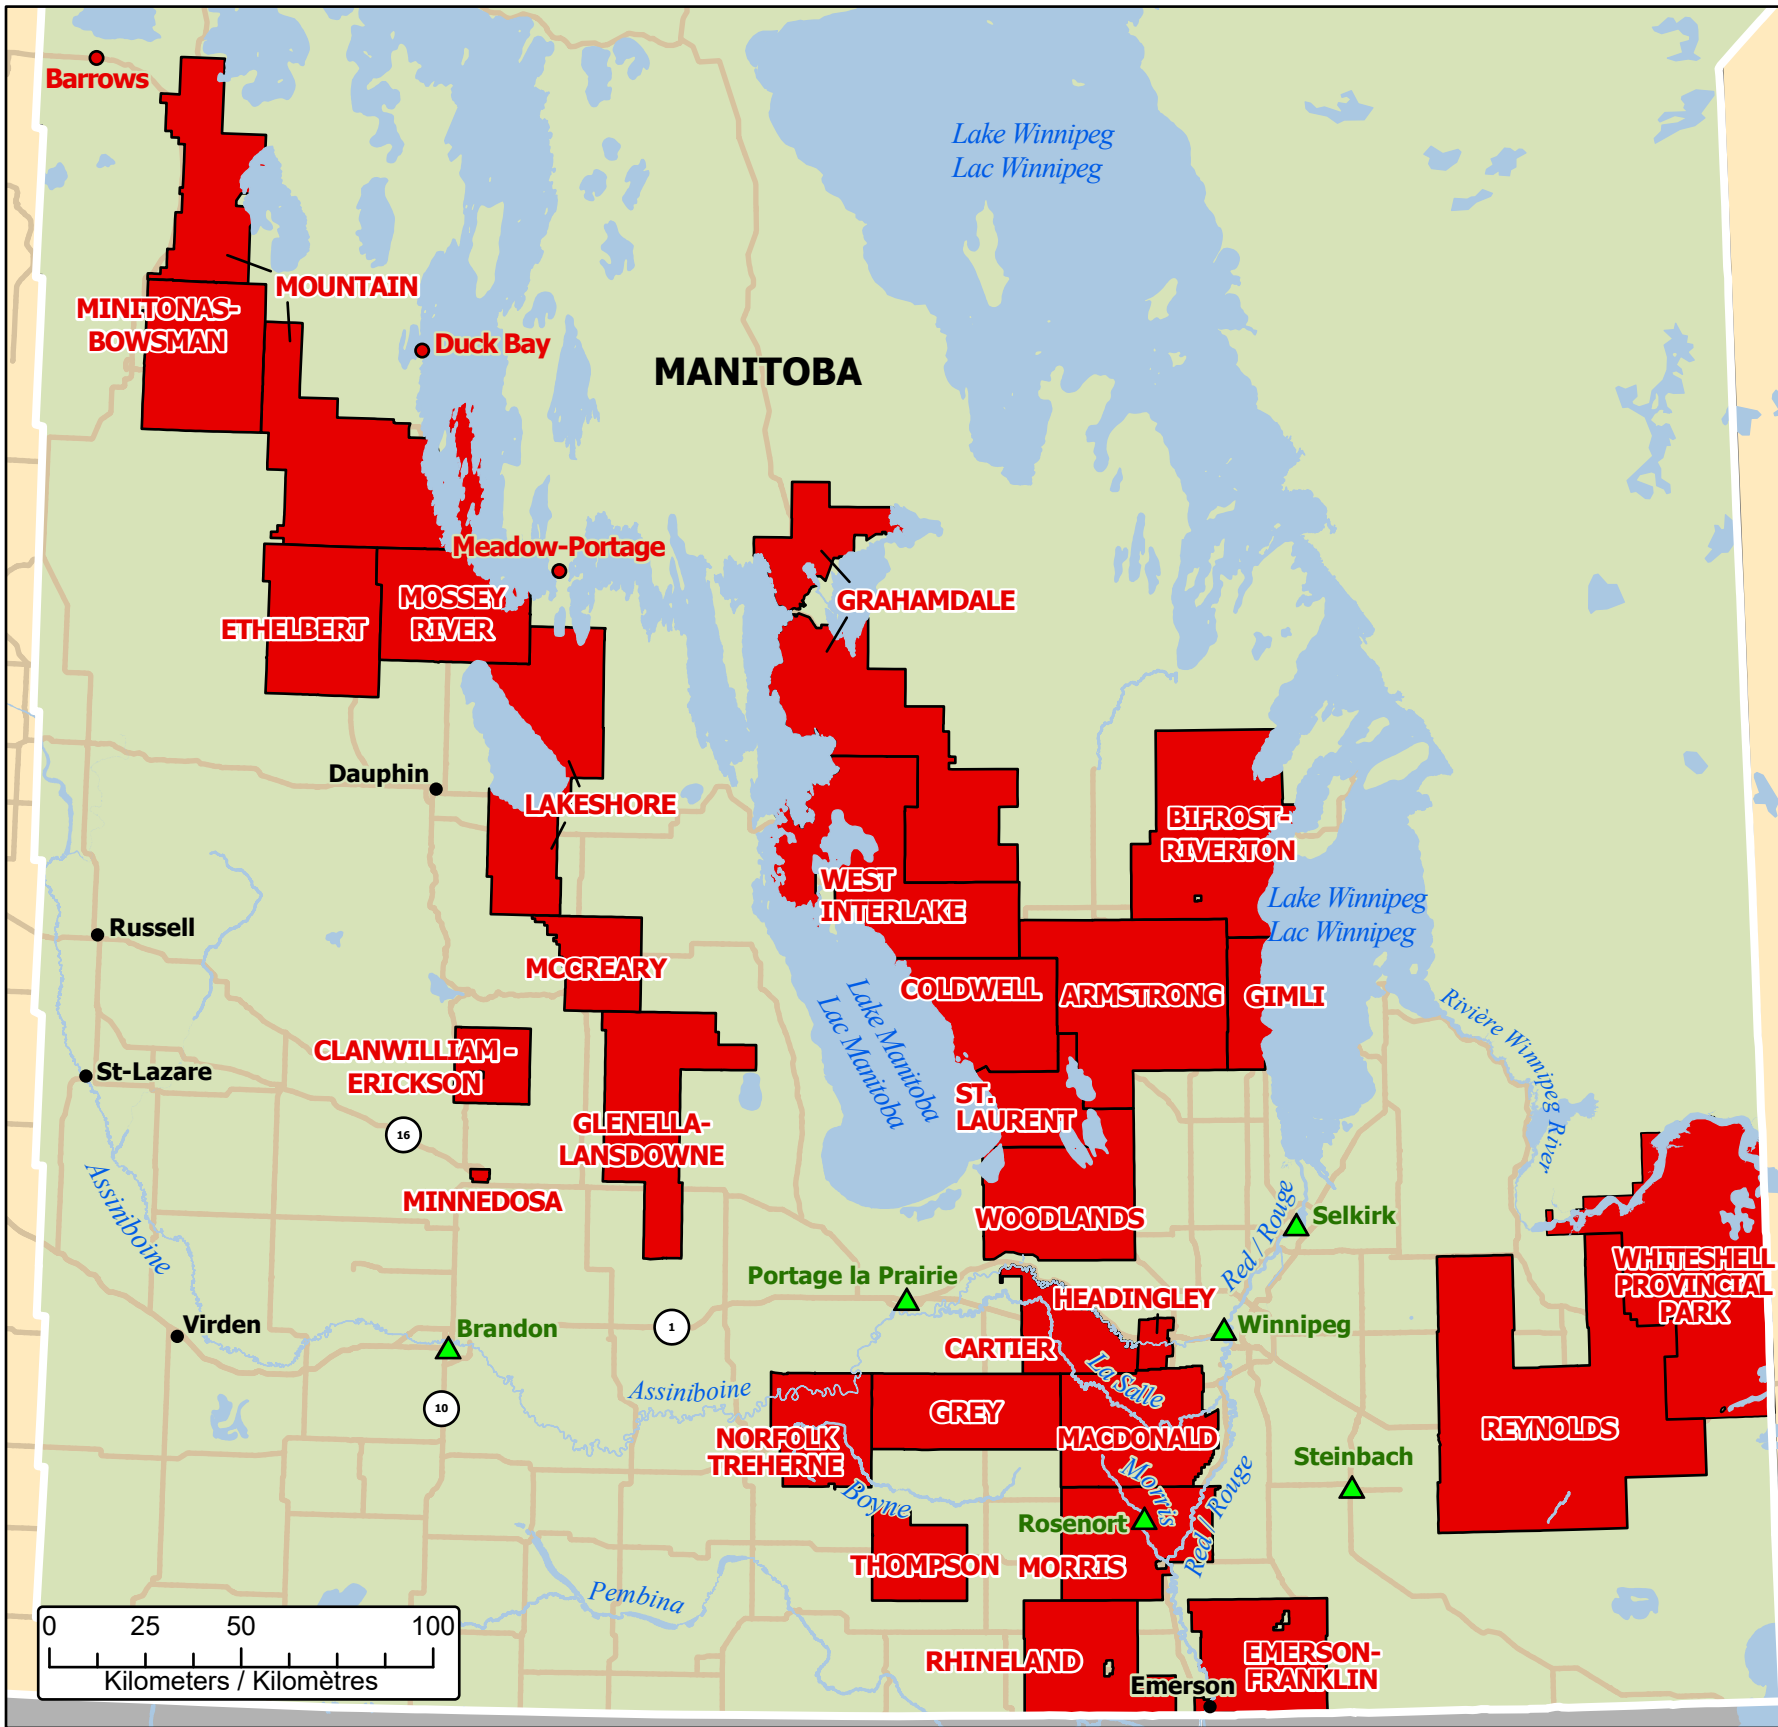 Barrows
Lake Winnipeg
Lac Winnipeg
MOUNTAIN
MINITONAS-
BOWSMAN
Duck Bay
MANITOBA
Meadow-Portage
MOSSEY
RIVER
ETHELBERT
GRAHAMDALE
Dauphin
LAKESHORE
BIFROST-
RIVERTON
WEST
INTERLAKE
Lake Winnipeg
Lac Winnipeg
Russell
MCCREARY
COLDWELL
ARMSTRONG
GIMLI
Lake Manitoba
Lac Manitoba
Rivière Winnipeg River
CLANWILLIAM -
ERICKSON
St-Lazare
ST.
LAURENT
GLENELLA-
LANSDOWNE
16
MINNEDOSA
Assiniboine
WOODLANDS
Selkirk
Red / Rouge
WHITESHELL
PROVINCIAL
PARK
Portage la Prairie
HEADINGLEY
Virden
Brandon
1
Winnipeg
CARTIER
La Salle
Assiniboine
10
GREY
NORFOLK
TREHERNE
MACDONALD
REYNOLDS
Steinbach
Morris
Boyne
Red / Rouge
Rosenort
THOMPSON
MORRIS
Pembina
RHINELAND
EMERSON-
FRANKLIN
Emerson
0 25 50 100
Kilometers / Kilomètres